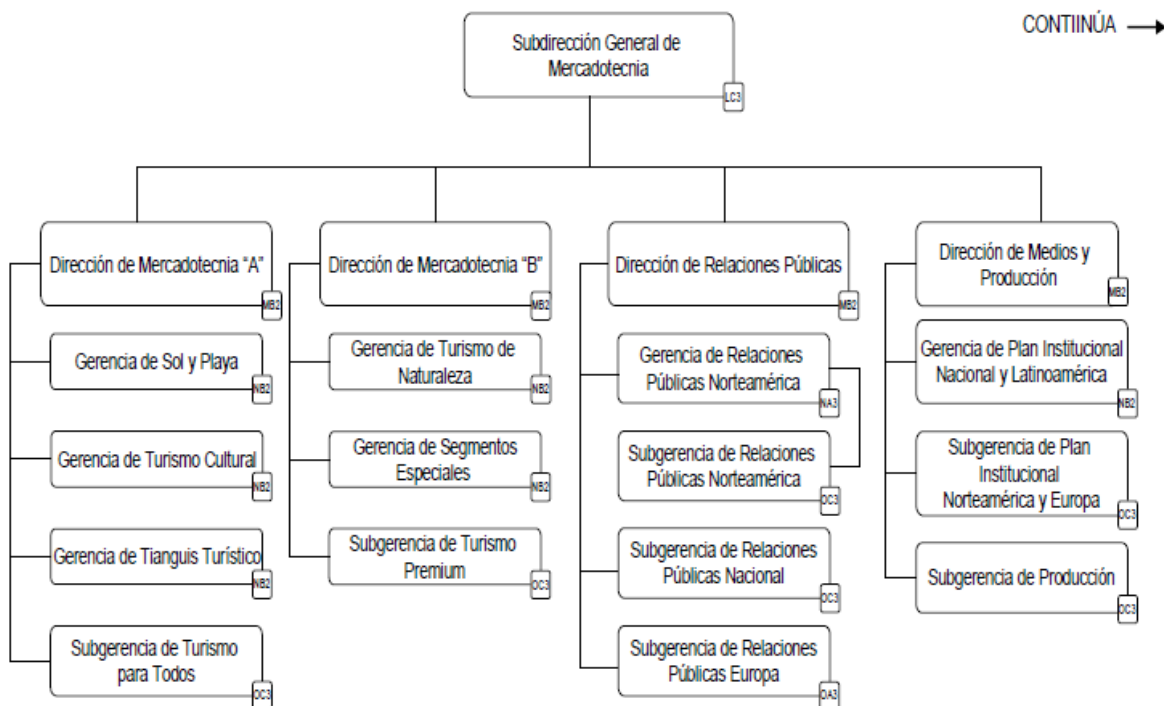 CONTIINÚA
Subdirección General de
Mercadotecnia
LC3
Dirección de Mercadotecnia “A”
MB2
Gerencia de Sol y Playa
NB2
Gerencia de Turismo Cultural
NB2
Gerencia de Tianguis Turístico
NB2
Subgerencia de Turismo
para Todos
OC3
Dirección de Mercadotecnia “B”
MB2
Gerencia de Turismo de
Naturaleza
NB2
Gerencia de Segmentos
Especiales
NB2
Subgerencia de Turismo
Premium
OC3
Dirección de Relaciones Públicas
MB2
Gerencia de Relaciones
Públicas Norteamérica
NA3
Subgerencia de Relaciones
Públicas Norteamérica
OC3
Subgerencia de Relaciones
Públicas Nacional
OC3
Subgerencia de Relaciones
Públicas Europa
OA3
Dirección de Medios y
Producción
MB2
Gerencia de Plan Institucional
Nacional y Latinoamérica
NB2
Subgerencia de Plan
Institucional
Norteamérica y Europa
OC3
Subgerencia de Producción
OC3